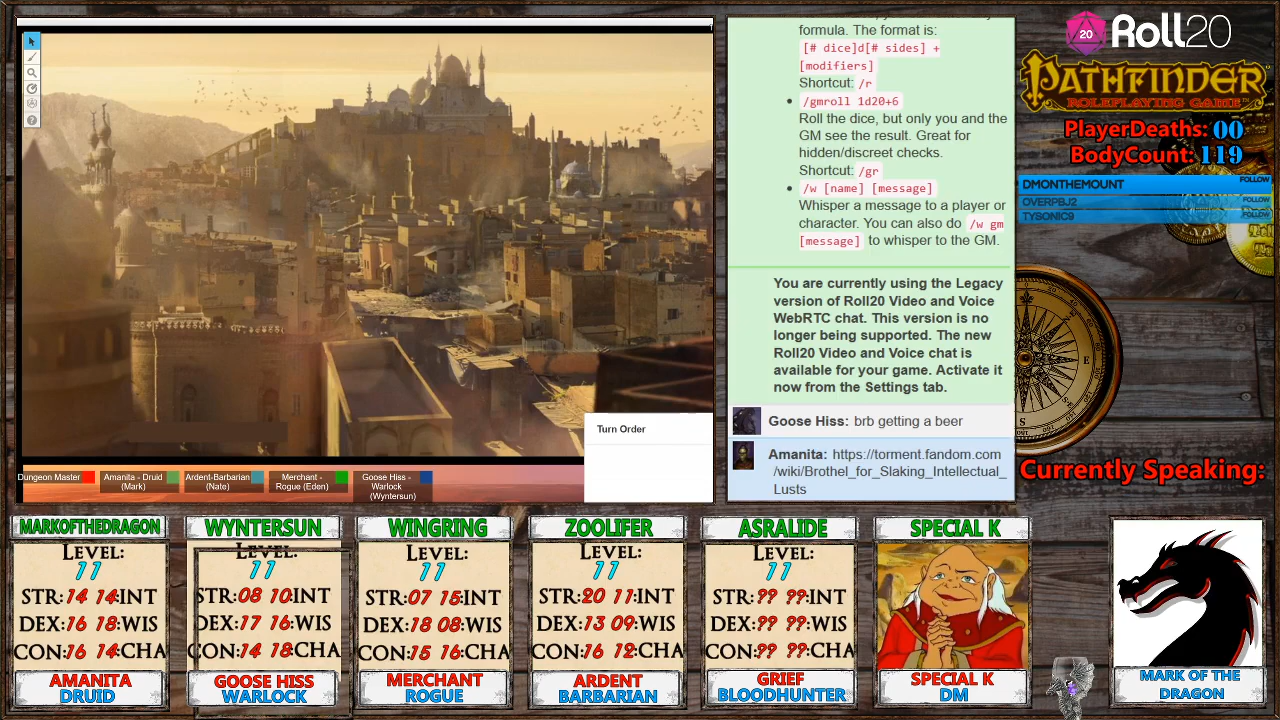 formula. The format is:
[# dice]d[# sides] +
[modifiers]
Shortcut: /r
• /gmroll 1d20+6
Roll the dice, but only you and the
GM see the result. Great for
hidden/discreet checks.
Shortcut: /gr
• /w [name] [message]
Whisper a message to a player or
character. You can also do /w gm
[message] to whisper to the GM.
You are currently using the Legacy
version of Roll20 Video and Voice
WebRTC chat. This version is no
longer being supported. The new
Roll20 Video and Voice chat is
available for your game. Activate it
now from the Settings tab.
Goose Hiss: brb getting a beer
Amanita: https://torment.fandom.com
/wiki/Brothel_for_Slaking_Intellectual_
Lusts
20 Roll20
PATHFINDER
ROLEPLAYING GAME
PlayerDeaths: 00
BodyCount: 119
DMONTHEMOUNT FOLLOW
OVERPBJ2 FOLLOW
TYSONIC9 FOLLOW
Currently Speaking:
Turn Order
Dungeon Master
Amanita - Druid
(Mark)
Ardent-Barbarian
(Nate)
Merchant -
Rogue (Eden)
Goose Hiss -
Warlock
(Wyntersun)
MARKOFTHEDRAGON
LEVEL:
11
STR:14 14:INT
DEX:16 18:WIS
CON:16 14:CHA
AMANITA
DRUID
WYNTERSUN
LEVEL:
11
STR:08 10:INT
DEX:17 16:WIS
CON:14 18:CHA
GOOSE HISS
WARLOCK
WINGRING
LEVEL:
11
STR:07 15:INT
DEX:18 08:WIS
CON:15 16:CHA
MERCHANT
ROGUE
ZOOLIFER
LEVEL:
11
STR:20 11:INT
DEX:13 09:WIS
CON:16 12:CHA
ARDENT
BARBARIAN
ASRALIDE
LEVEL:
11
STR:?? ??:INT
DEX:?? ??:WIS
CON:?? ??:CHA
GRIEF
BLOODHUNTER
SPECIAL K
SPECIAL K
DM
MARK OF THE
DRAGON